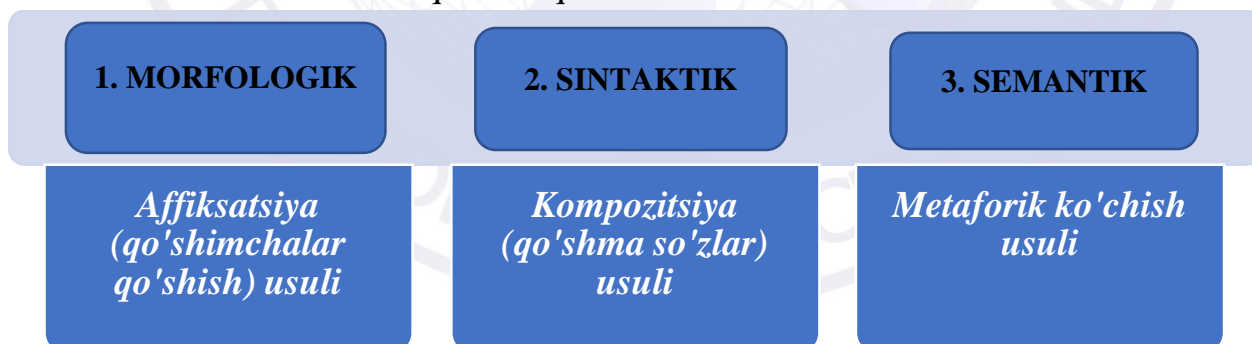 1. MORFOLOGIK
2. SINTAKTIK
3. SEMANTIK
Affiksatsiya
(qo'shimchalar
qo'shish) usuli
Kompozitsiya
(qo'shma so'zlar)
usuli
Metaforik ko'chish
usuli